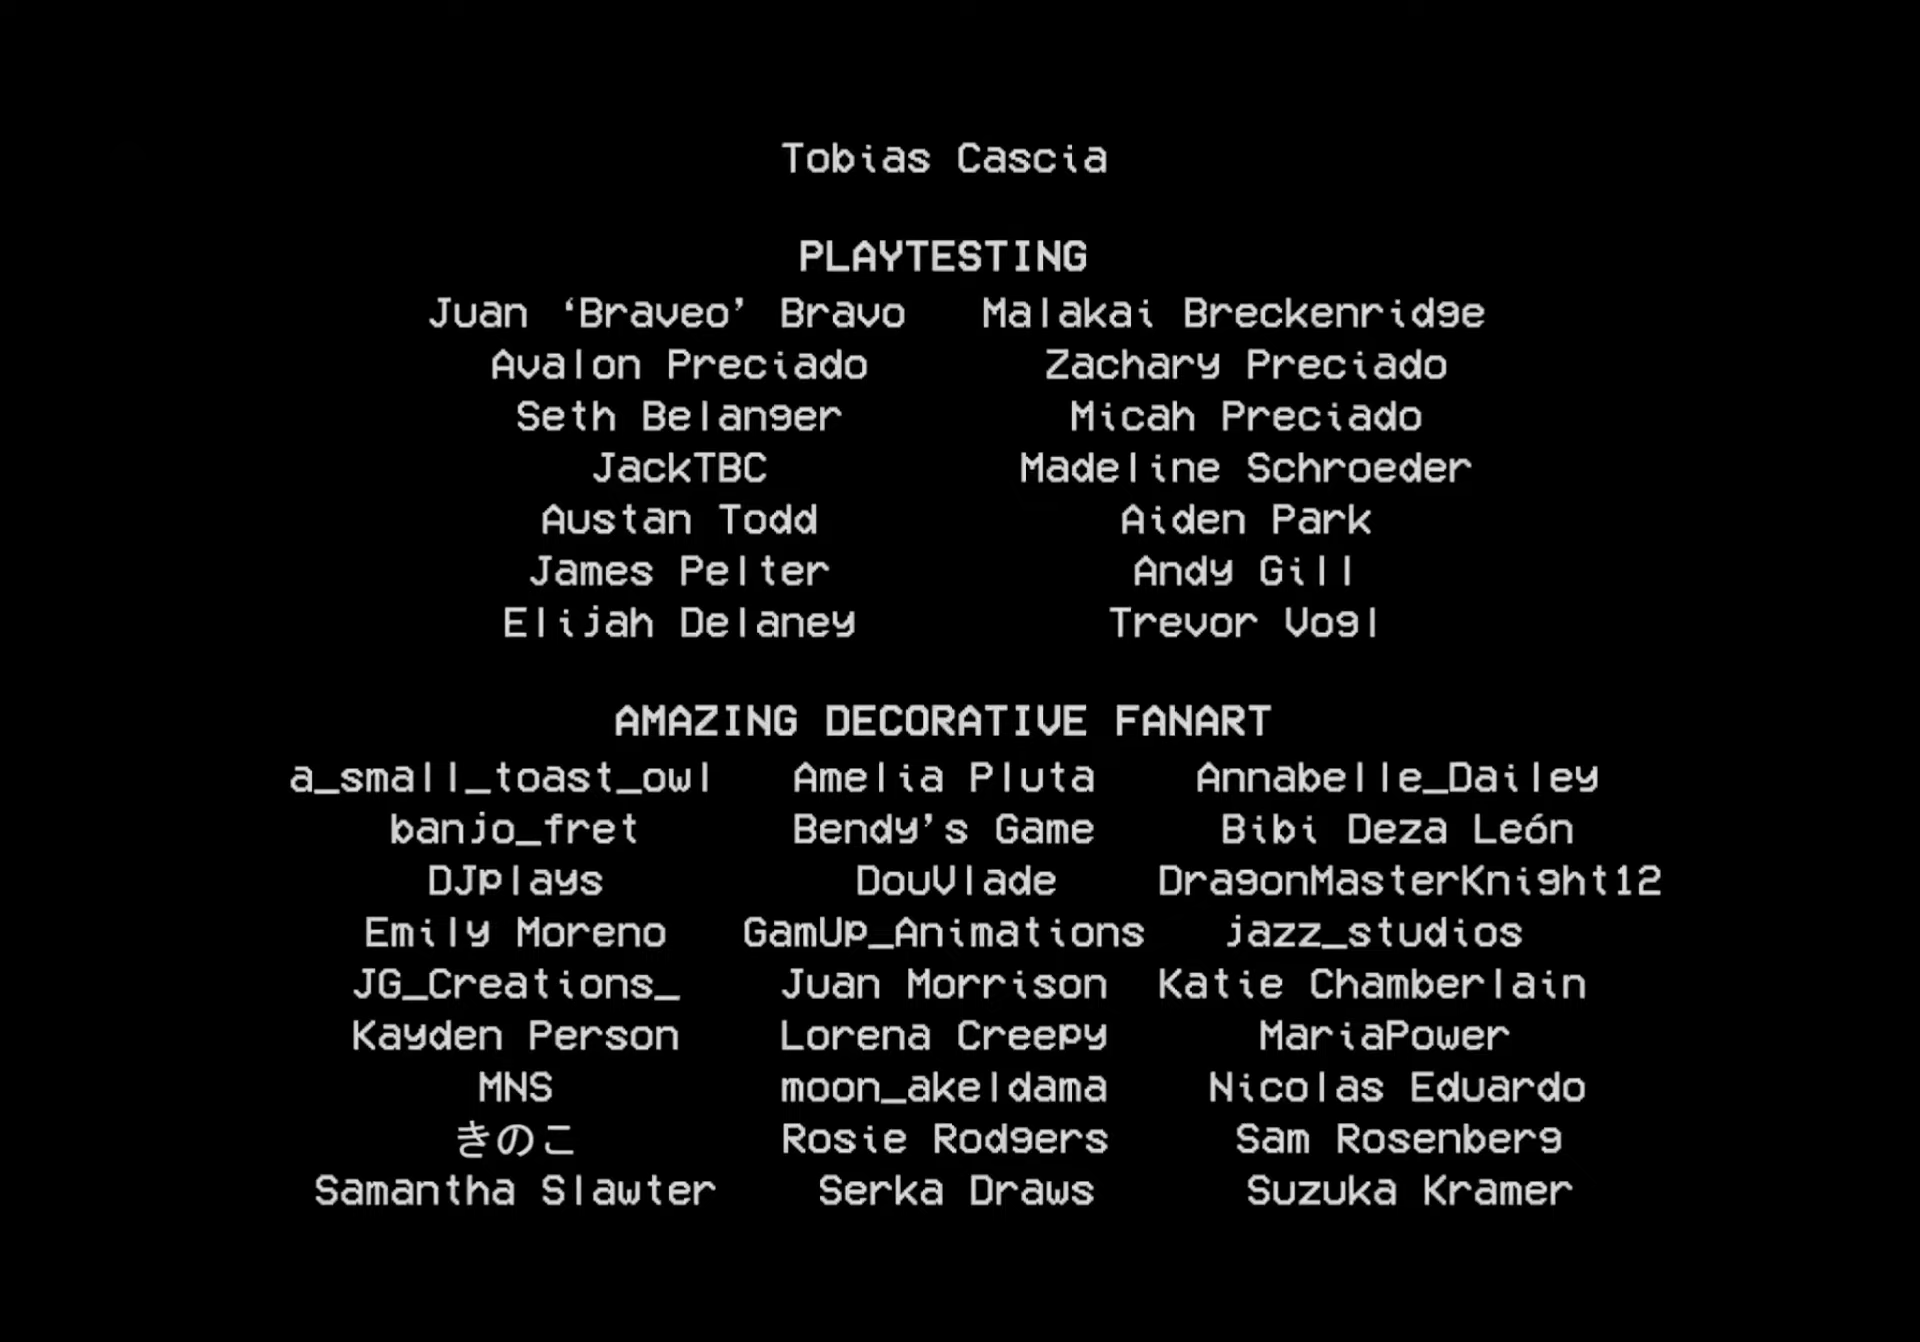 Tobias Cascia
PLAYTESTING
Juan ‘Braveo’ Bravo Malakai Breckenridge
Avalon Preciado Zachary Preciado
Seth Belanger Micah Preciado
JackTBC Madeline Schroeder
Austan Todd Aiden Park
James Pelter Andy Gill
Elijah Delaney Trevor Vogl
AMAZING DECORATIVE FANART
a_small_toast_owl Amelia Pluta Annabelle_Dailey
banjo_fret Bendy’s Game Bibi Deza León
DJplays DouVlade DragonMasterKnight12
Emily Moreno GamUp_Animations jazz_studios
JG_Creations_ Juan Morrison Katie Chamberlain
Kayden Person Lorena Creepy MariaPower
MNS moon_akeldama Nicolas Eduardo
きのこ Rosie Rodgers Sam Rosenberg
Samantha Slawter Serka Draws Suzuka Kramer